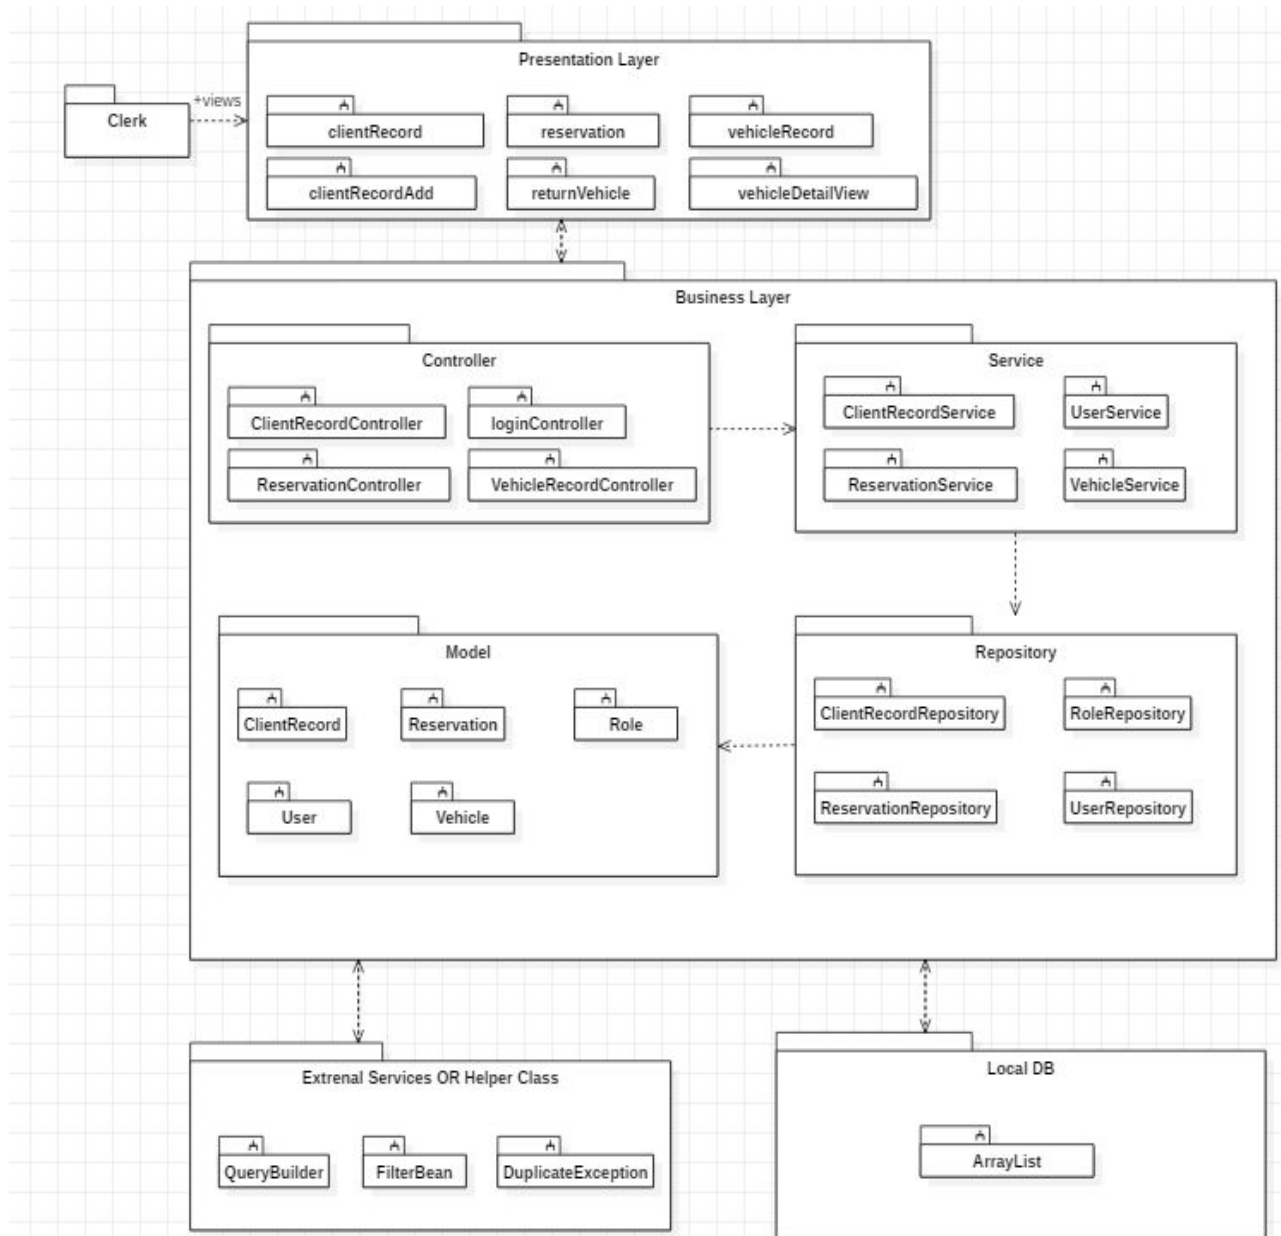 Presentation Layer
+views
Clerk
clientRecord
reservation
vehicleRecord
clientRecordAdd
returnVehicle
vehicleDetailView
Business Layer
Controller
Service
ClientRecordController
loginController
ClientRecordService
UserService
ReservationController
VehicleRecordController
ReservationService
VehicleService
Model
Repository
ClientRecord
Reservation
Role
ClientRecordRepository
RoleRepository
User
Vehicle
ReservationRepository
UserRepository
Extrenal Services OR Helper Class
Local DB
QueryBuilder
FilterBean
DuplicateException
ArrayList